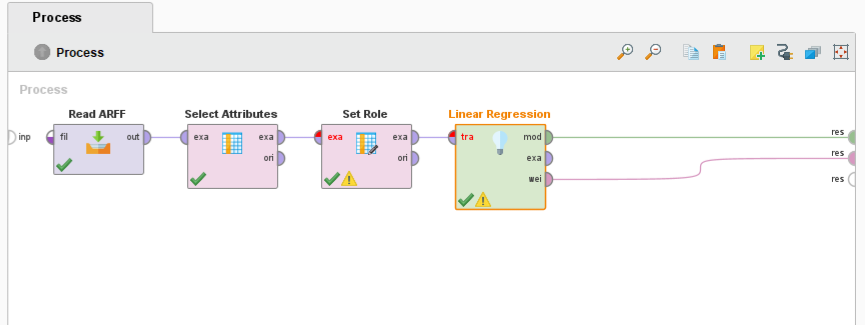 Process
Process
Process
Read ARFF
Select Attributes
Set Role
Linear Regression
inp
fil
out
exa
exa
ori
exa
exa
ori
tra
mod
exa
wei
res
res
res